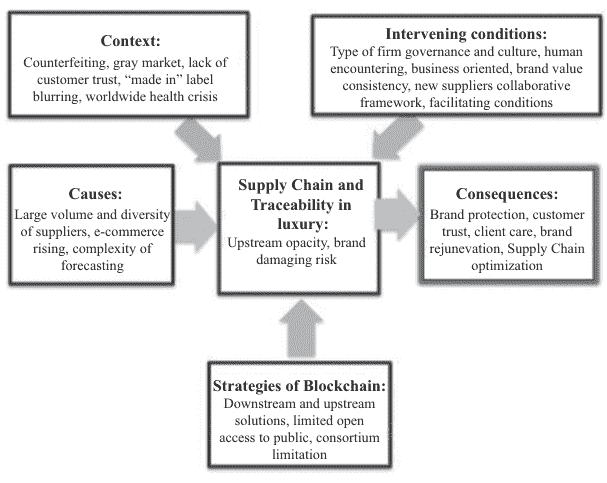 Context:
Counterfeiting, gray market, lack of
customer trust, “made in” label
blurring, worldwide health crisis
Intervening conditions:
Type of firm governance and culture, human
encountering, business oriented, brand value
consistency, new suppliers collaborative
framework, facilitating conditions
Causes:
Large volume and diversity
of suppliers, e-commerce
rising, complexity of
forecasting
Supply Chain and
Traceability in
luxury:
Upstream opacity, brand
damaging risk
Consequences:
Brand protection, customer
trust, client care, brand
rejunevation, Supply Chain
optimization
Strategies of Blockchain:
Downstream and upstream
solutions, limited open
access to public, consortium
limitation